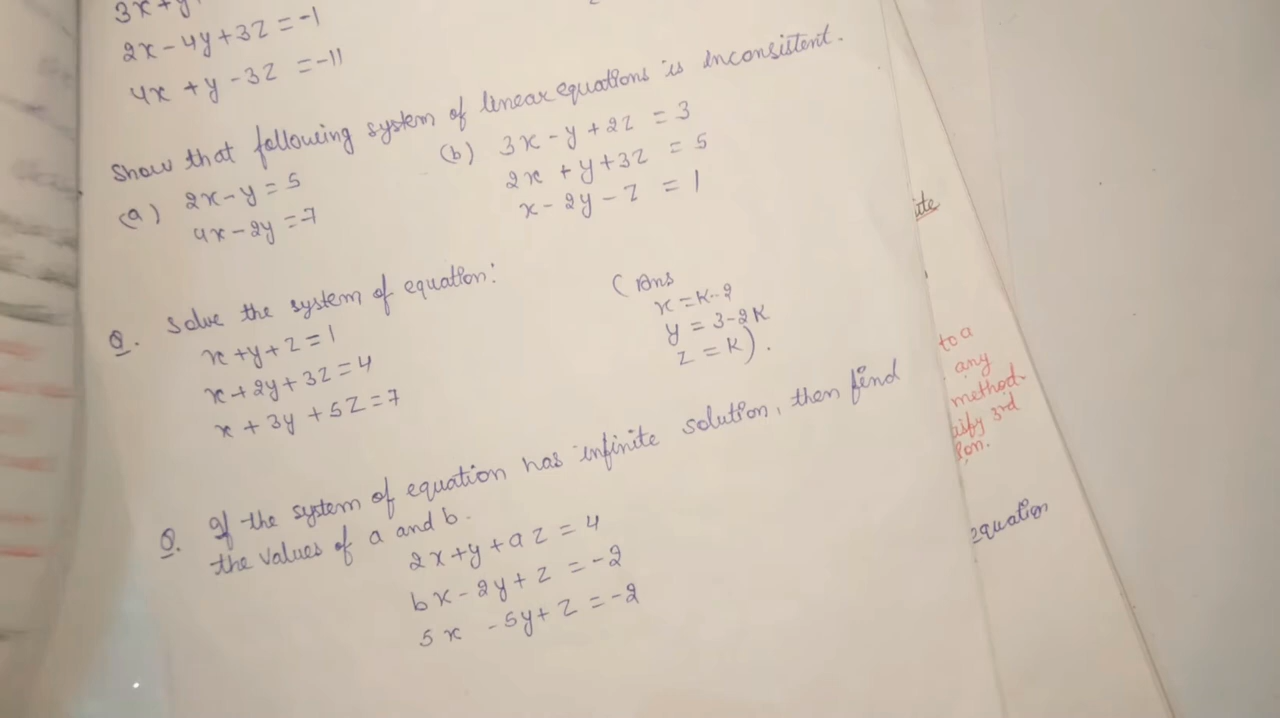 3x+y
2x-4y+3z=-1
4x+y-3z=-11
Show that following system of linear equations is inconsistent.
(a) 2x-y=5
4x-2y=7
(b) 3x-y+2z=3
2x+y+3z=5
x-2y-z=1
Q. Solve the system of equation:
x+y+z=1
x+2y+3z=4
x+3y+5z=7
(Ans
x=k-2
y=3-2k
z=k).
Q. If the system of equation has infinite solution, then find
the values of a and b.
2x+y+az=4
bx-2y+z=-2
5x-5y+z=-2
to a
any
method
3rd
equation